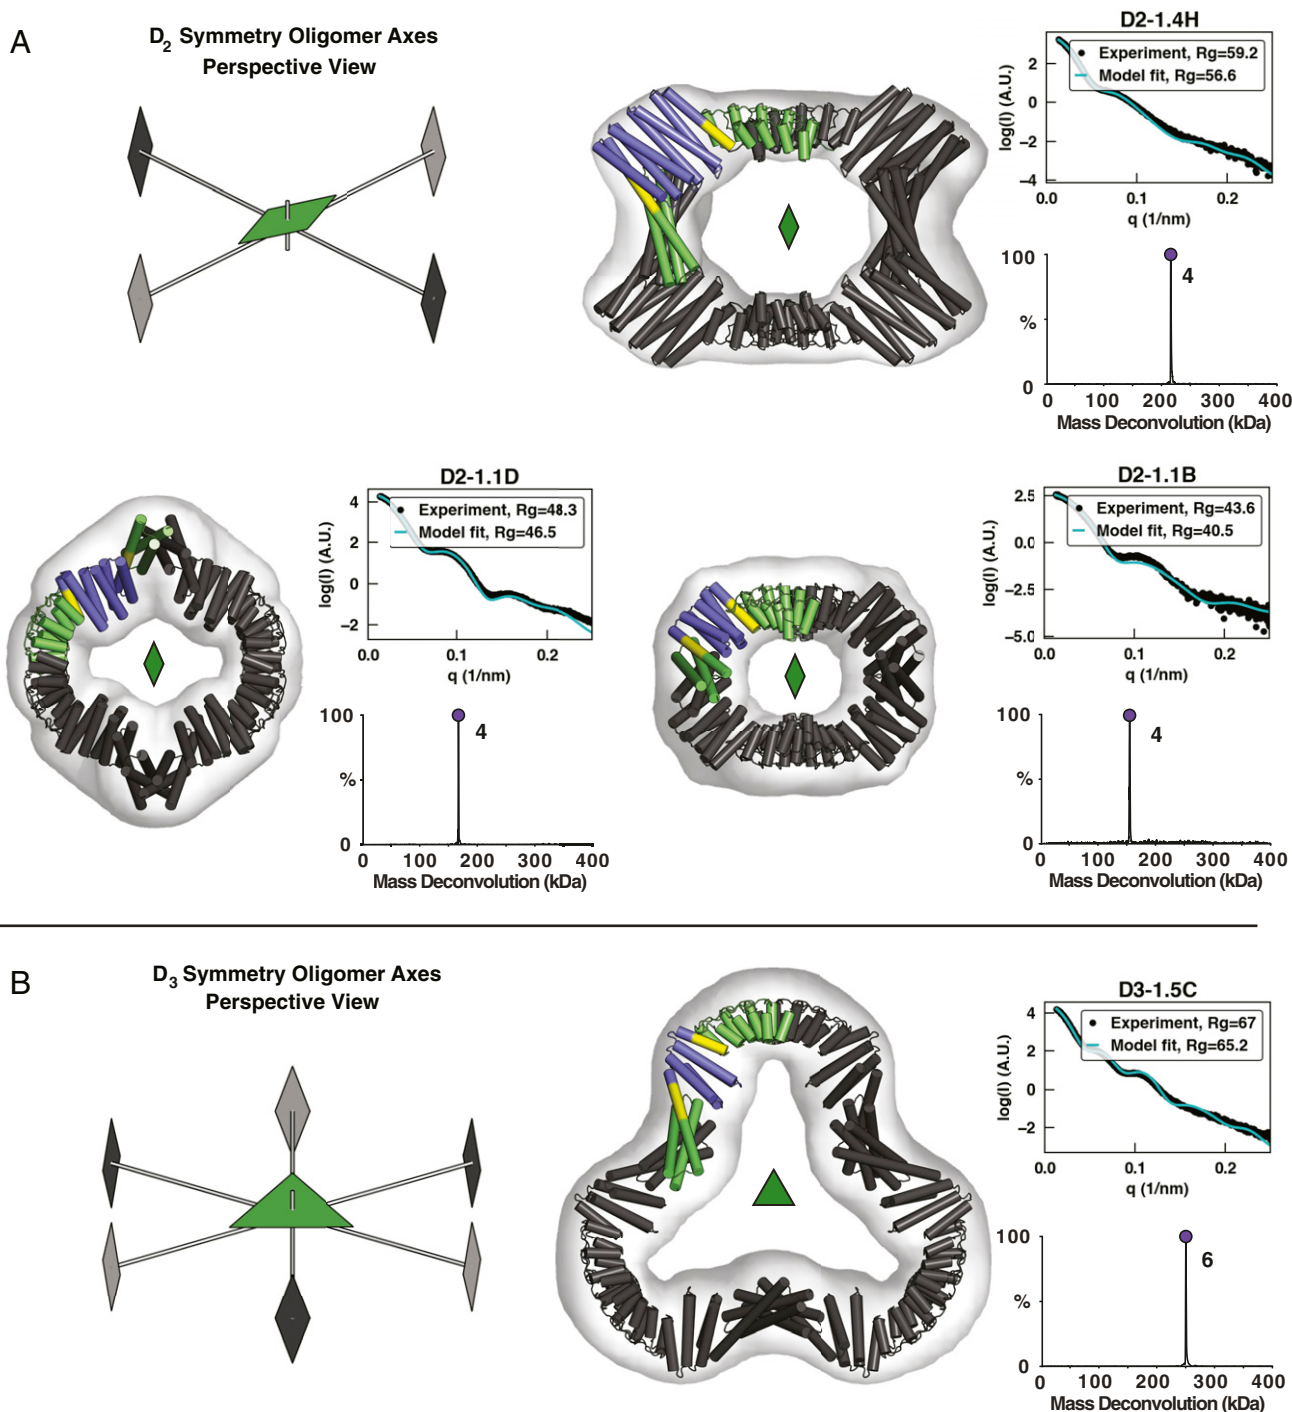 A
D2 Symmetry Oligomer Axes
Perspective View
D2-1.4H
Experiment, Rg=59.2
Model fit, Rg=56.6
log(I) (A.U.)
2
0
−2
−4
0.0 0.1 0.2
q (1/nm)
100
4
%
0
0 100 200 300 400
Mass Deconvolution (kDa)
D2-1.1D
Experiment, Rg=48.3
Model fit, Rg=46.5
log(I) (A.U.)
4
2
0
−2
0.0 0.1 0.2
q (1/nm)
100
4
%
0
0 100 200 300 400
Mass Deconvolution (kDa)
D2-1.1B
Experiment, Rg=43.6
Model fit, Rg=40.5
log(I) (A.U.)
2.5
0.0
−2.5
−5.0
0.0 0.1 0.2
q (1/nm)
100
4
%
0
0 100 200 300 400
Mass Deconvolution (kDa)
B
D3 Symmetry Oligomer Axes
Perspective View
D3-1.5C
Experiment, Rg=67
Model fit, Rg=65.2
log(I) (A.U.)
4
2
0
−2
0.0 0.1 0.2
q (1/nm)
100
6
%
0
0 100 200 300 400
Mass Deconvolution (kDa)